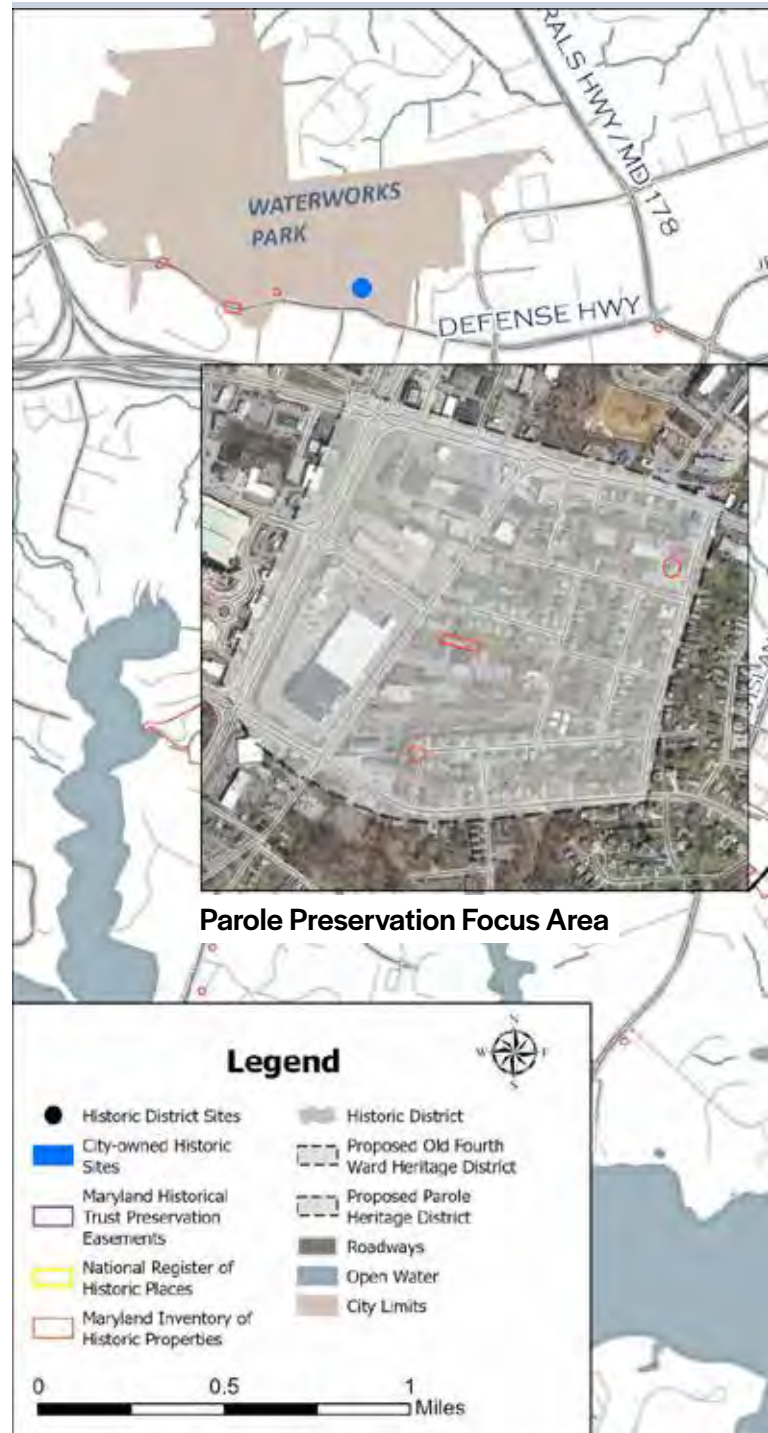 RALS HWY/MD 178
WATERWORKS
PARK
DEFENSE HWY
Parole Preservation Focus Area
Legend
N
W
E
S
Historic District Sites
City-owned Historic
Sites
Maryland Historical
Trust Preservation
Easements
National Register of
Historic Places
Maryland Inventory of
Historic Properties
Historic District
Proposed Old Fourth
Ward Heritage District
Proposed Parole
Heritage District
Roadways
Open Water
City Limits
0
0.5
1
Miles